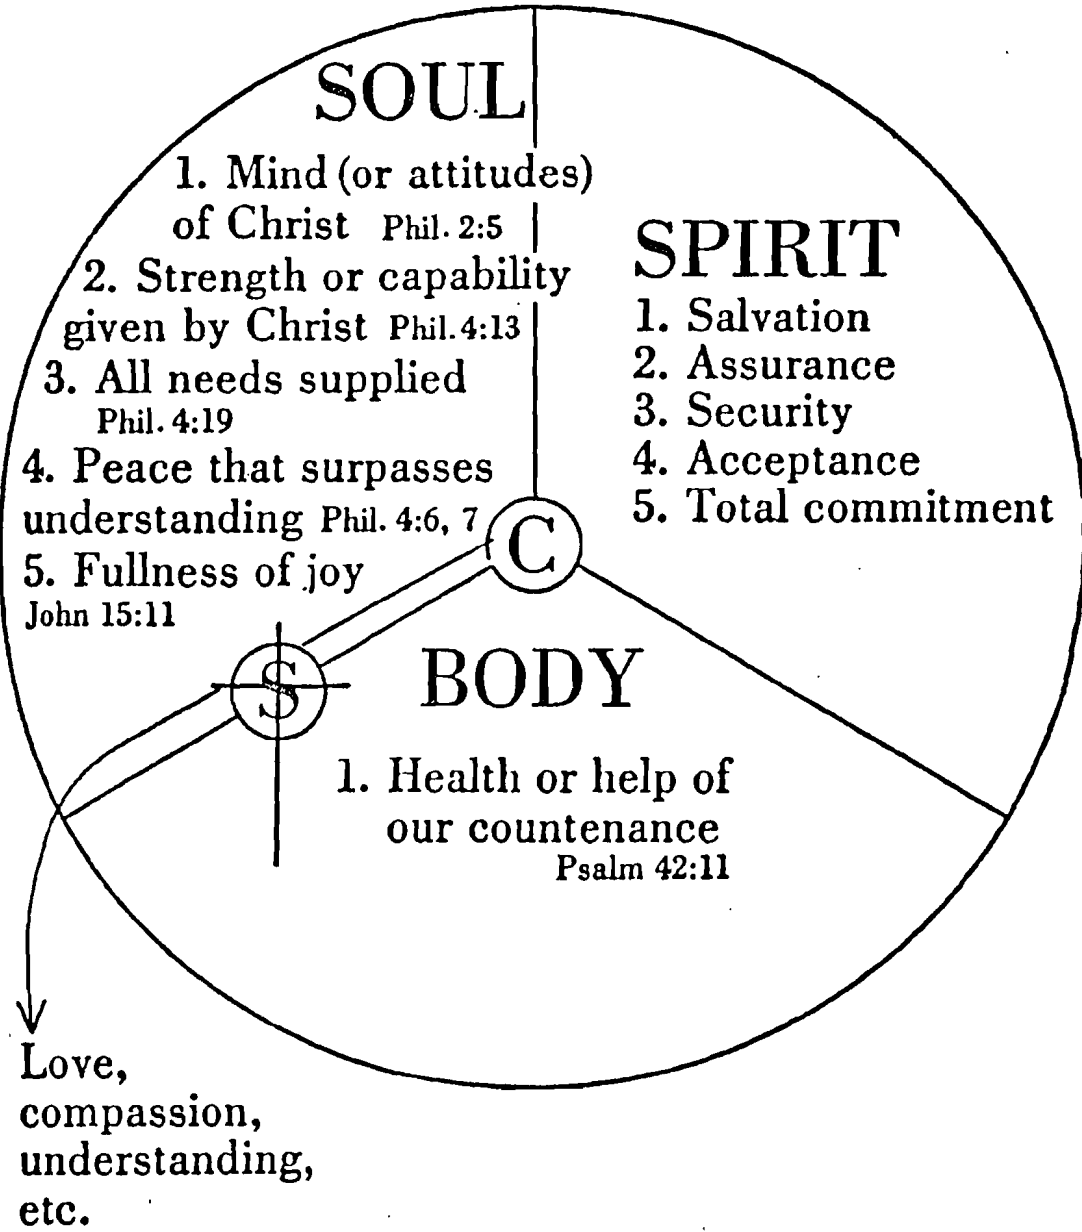 SOUL
1. Mind (or attitudes)
of Christ Phil. 2:5
2. Strength or capability
given by Christ Phil. 4:13
3. All needs supplied
Phil. 4:19
4. Peace that surpasses
understanding Phil. 4:6, 7
5. Fullness of joy
John 15:11
SPIRIT
1. Salvation
2. Assurance
3. Security
4. Acceptance
5. Total commitment
C
S
BODY
1. Health or help of
our countenance
Psalm 42:11
Love,
compassion,
understanding,
etc.